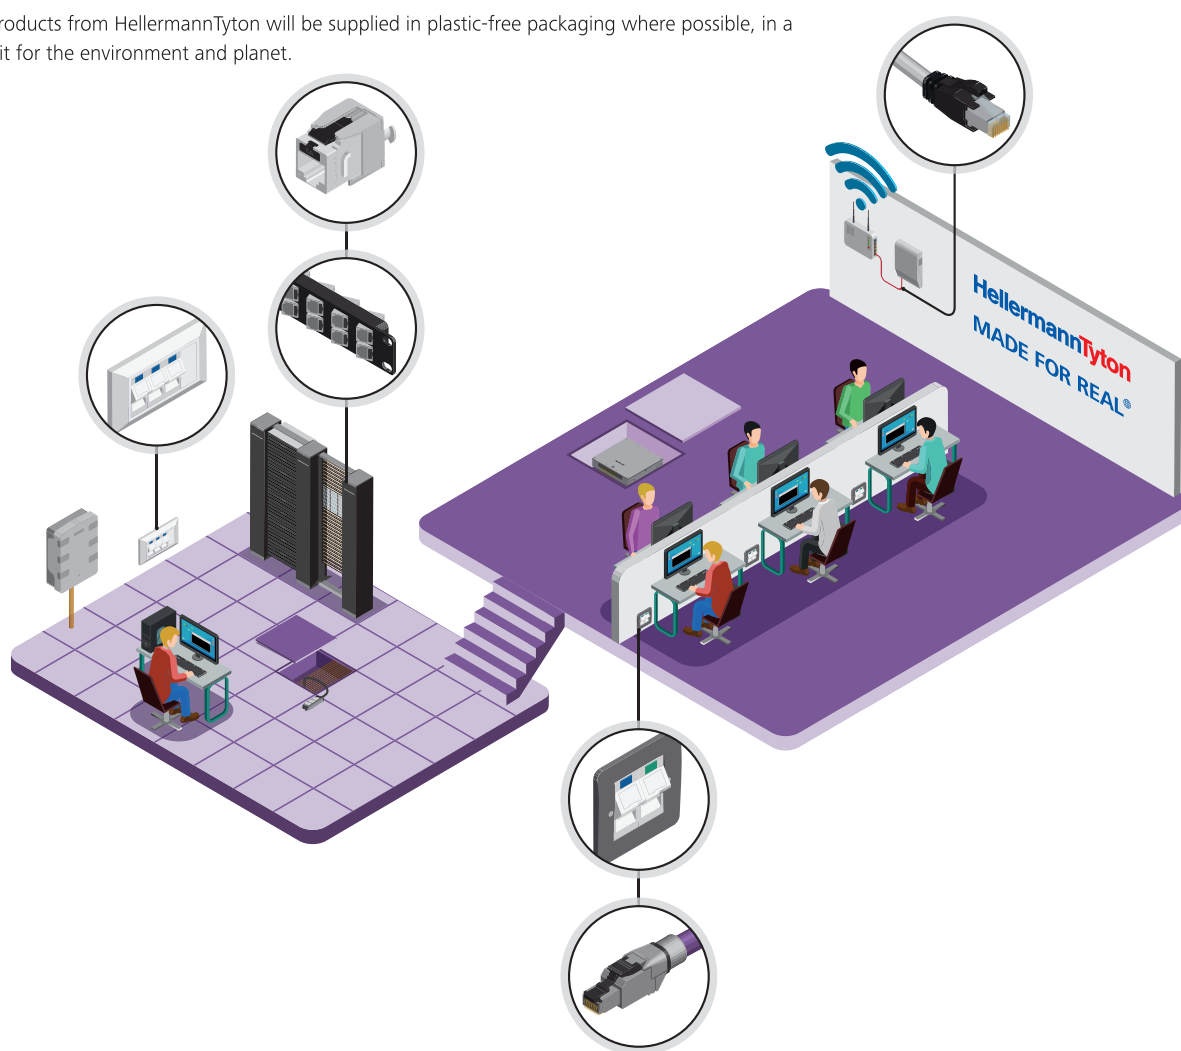 roducts from HellermannTyton will be supplied in plastic-free packaging where possible, in a
it for the environment and planet.
HellermannTyton
MADE FOR REAL®